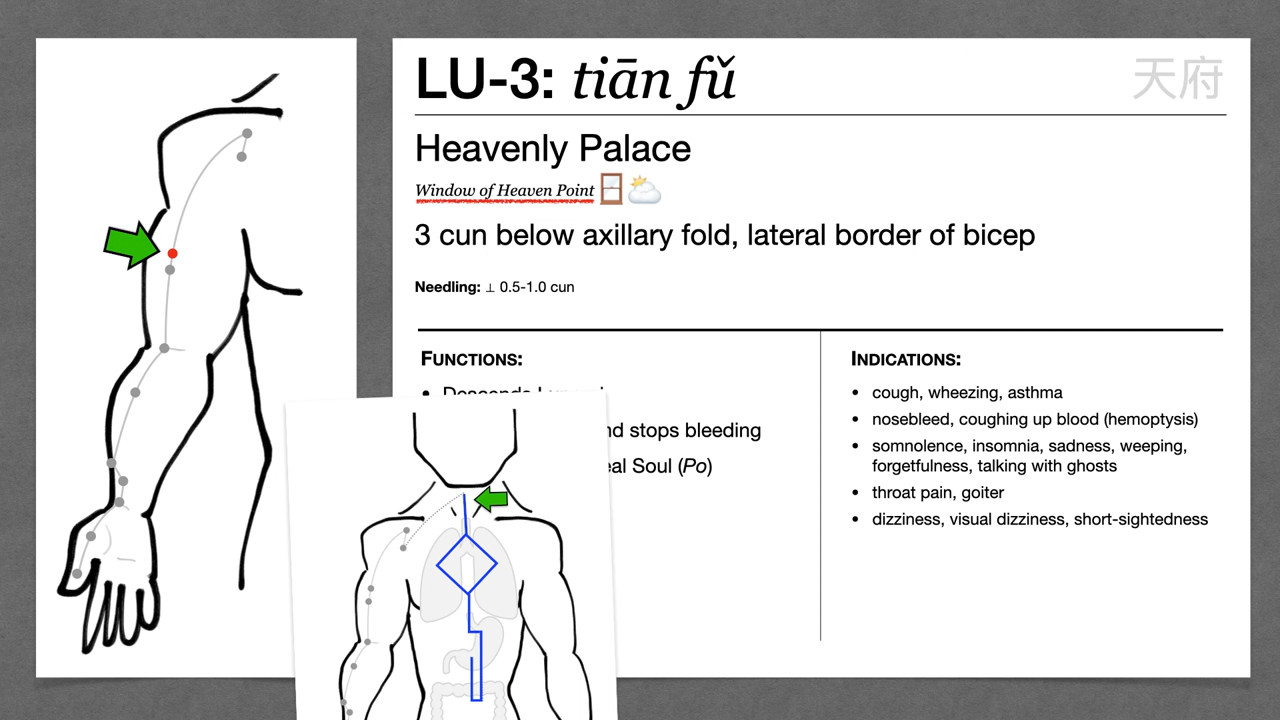 LU-3: tiān fǔ
天府
Heavenly Palace
Window of Heaven Point
3 cun below axillary fold, lateral border of bicep
Needling: ⊥ 0.5-1.0 cun
FUNCTIONS:
• Descends
stops bleeding
Soul (Po)
INDICATIONS:
• cough, wheezing, asthma
• nosebleed, coughing up blood (hemoptysis)
• somnolence, insomnia, sadness, weeping,
forgetfulness, talking with ghosts
• throat pain, goiter
• dizziness, visual dizziness, short-sightedness